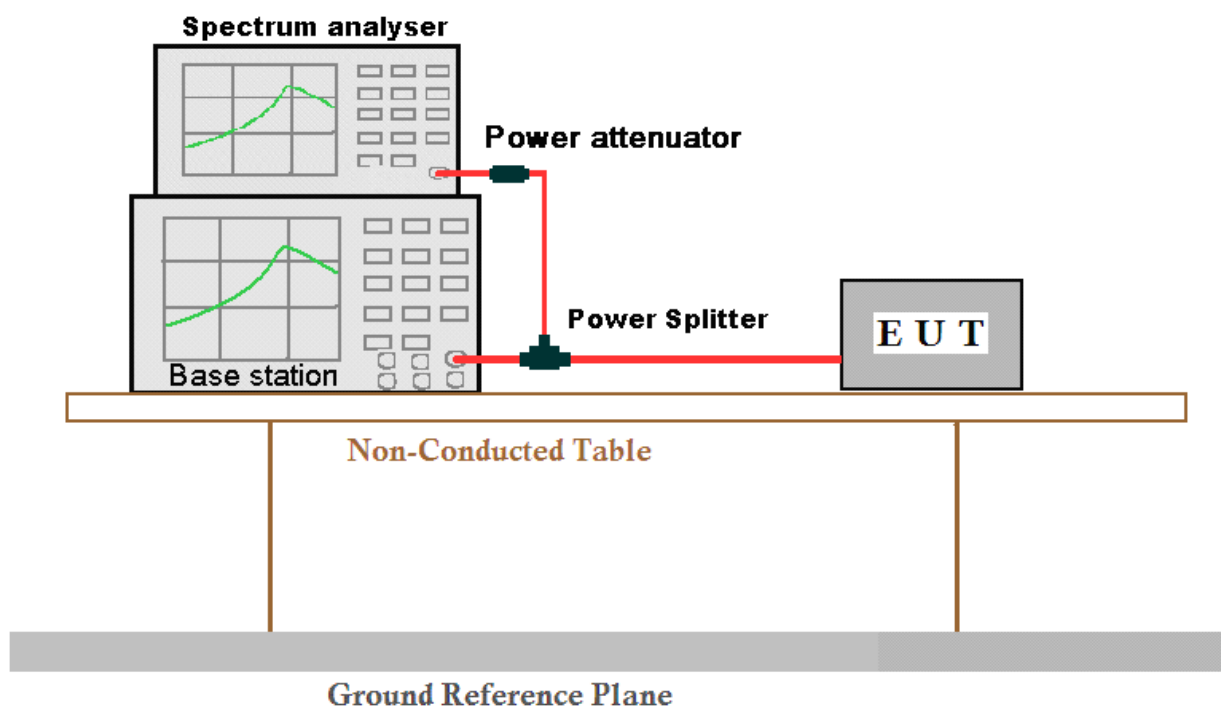 Spectrum analyser
Power attenuator
Power Splitter
E U T
Base station
Non-Conducted Table
Ground Reference Plane